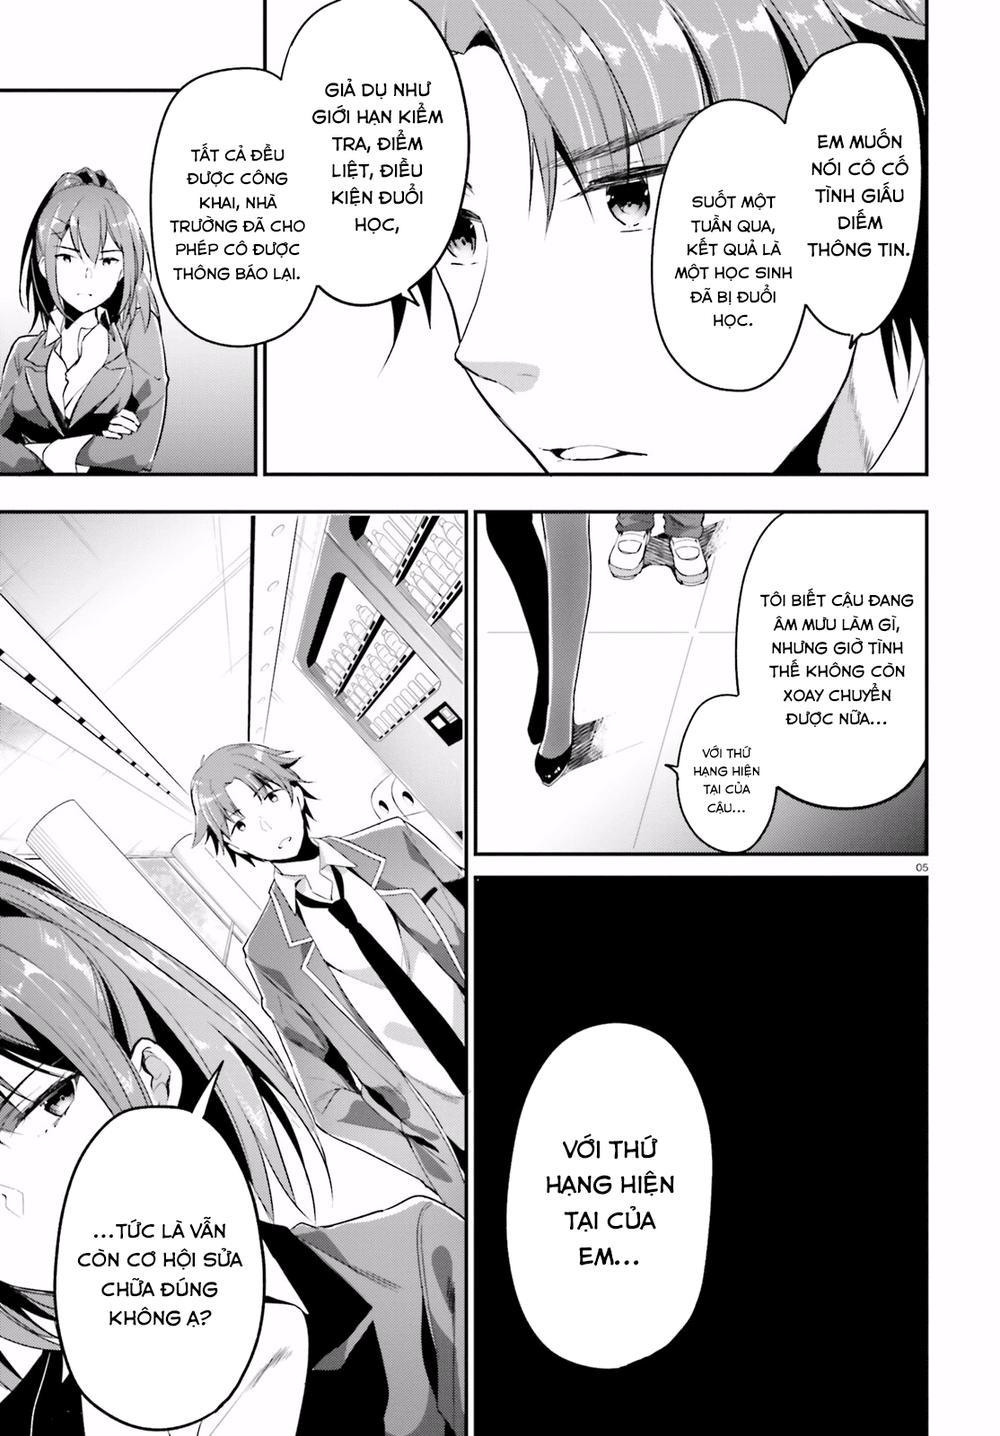 EM MUỐN
NÓI CÔ CỐ
TÌNH GIẤU
DIẾM
THÔNG TIN.
SUỐT MỘT
TUẦN QUA,
KẾT QUẢ LÀ
MỘT HỌC SINH
ĐÃ BỊ ĐUỔI
HỌC.
GIẢ DỤ NHƯ
GIỚI HẠN KIỂM
TRA, ĐIỂM
LIỆT, ĐIỀU
KIỆN ĐUỔI
HỌC,
TẤT CẢ ĐỀU
ĐƯỢC CÔNG
KHAI, NHÀ
TRƯỜNG ĐÃ CHO
PHÉP CÔ ĐƯỢC
THÔNG BÁO LẠI.
TÔI BIẾT CẬU ĐANG
ÂM MƯU LÀM GÌ,
NHƯNG GIỜ TÌNH
THẾ KHÔNG CÒN
XOAY CHUYỂN
ĐƯỢC NỮA...
VỚI THỨ
HẠNG HIỆN
TẠI CỦA
CẬU...
05
VỚI THỨ
HẠNG HIỆN
TẠI CỦA
EM...
...TỨC LÀ VẪN
CÒN CƠ HỘI SỬA
CHỮA ĐÚNG
KHÔNG Ạ?